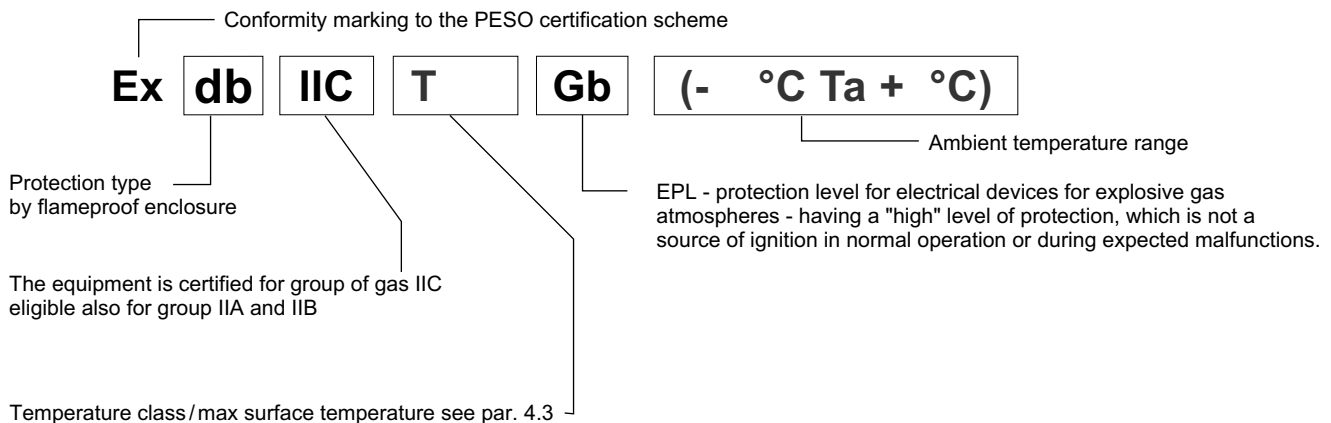 Conformity marking to the PESO certification scheme
Ex db IIC T Gb (- °C Ta + °C)
Ambient temperature range
Protection type
by flameproof enclosure
EPL - protection level for electrical devices for explosive gas
atmospheres - having a "high" level of protection, which is not a
source of ignition in normal operation or during expected malfunctions.
The equipment is certified for group of gas IIC
eligible also for group IIA and IIB
Temperature class/max surface temperature see par. 4.3